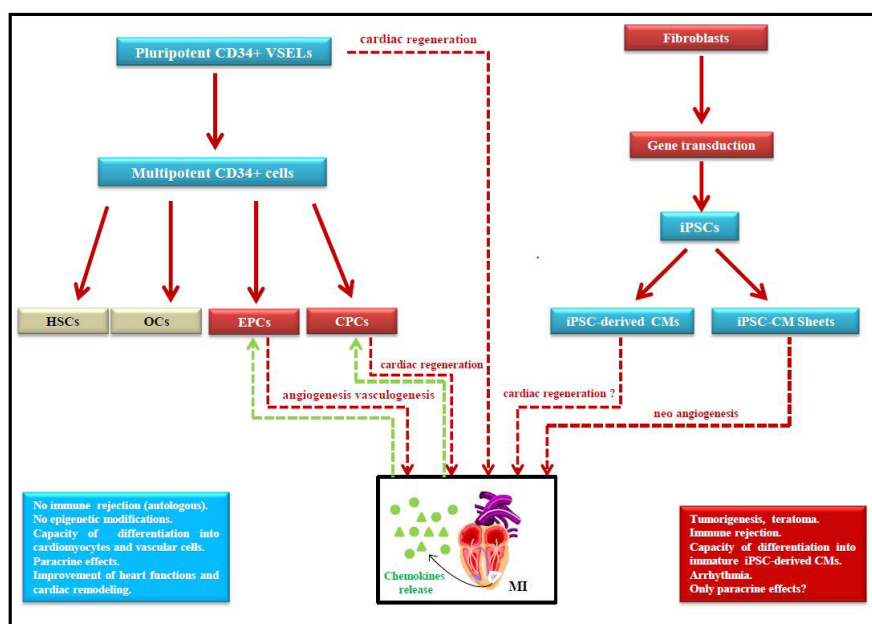 Pluripotent CD34+ VSELs
cardiac regeneration
Fibroblasts
Gene transduction
Multipotent CD34+ cells
iPSCs
HSCs
OCs
EPCs
CPCs
iPSC-derived CMs
iPSC-CM Sheets
cardiac regeneration
angiogenesis vasculogenesis
cardiac regeneration ?
neo angiogenesis
No immune rejection (autologous).
No epigenetic modifications.
Capacity of differentiation into
cardiomyocytes and vascular cells.
Paracrine effects.
Improvement of heart functions and
cardiac remodeling.
Chemokines
release
MI
Tumorigenesis, teratoma.
Immune rejection.
Capacity of differentiation into
immature iPSC-derived CMs.
Arrhythmia.
Only paracrine effects?